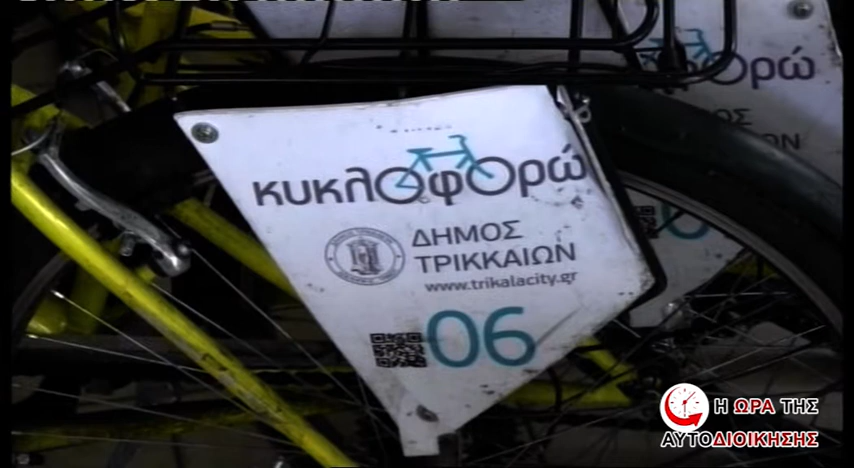 κυκλοφορώ
ΔΗΜΟΣ
ΤΡΙΚΚΑΙΩΝ
www.trikalacity.gr
06
Η ΩΡΑ ΤΗΣ
ΑΥΤΟΔΙΟΙΚΗΣΗΣ